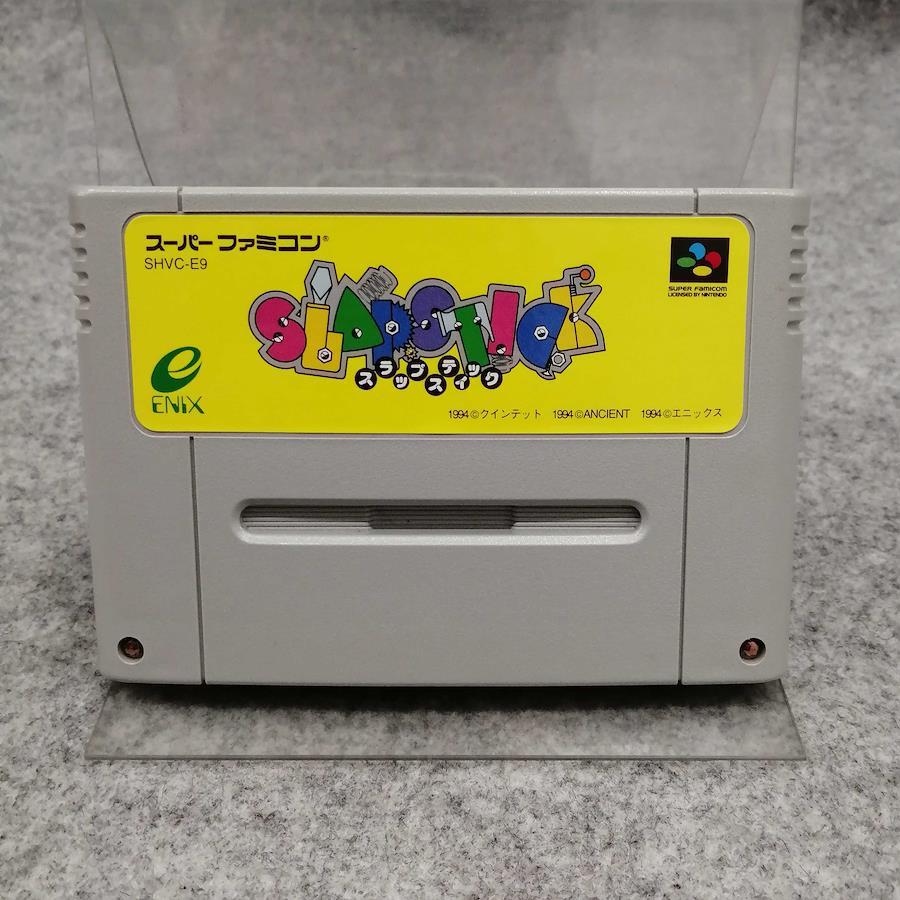 スーパーファミコン®
SHVC-E9
SUPER FAMICOM
LICENSED BY NINTENDO
SLAPSTICK
スラップスティック
ENIX
1994 ©クインテット 1994 ©ANCIENT 1994 ©エニックス